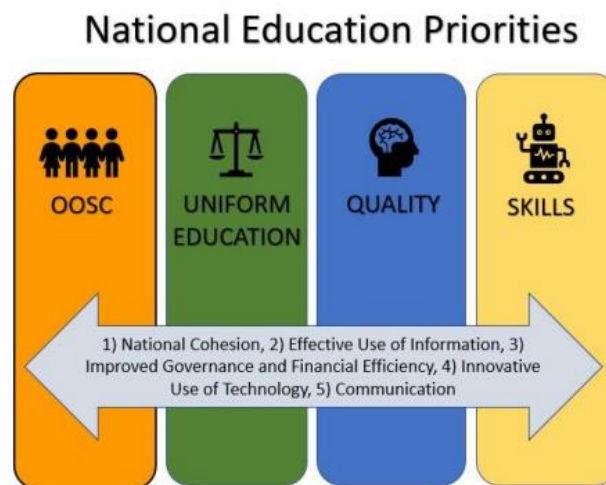 National Education Priorities
OOSC
UNIFORM
EDUCATION
QUALITY
SKILLS
1) National Cohesion, 2) Effective Use of Information, 3)
Improved Governance and Financial Efficiency, 4) Innovative
Use of Technology, 5) Communication